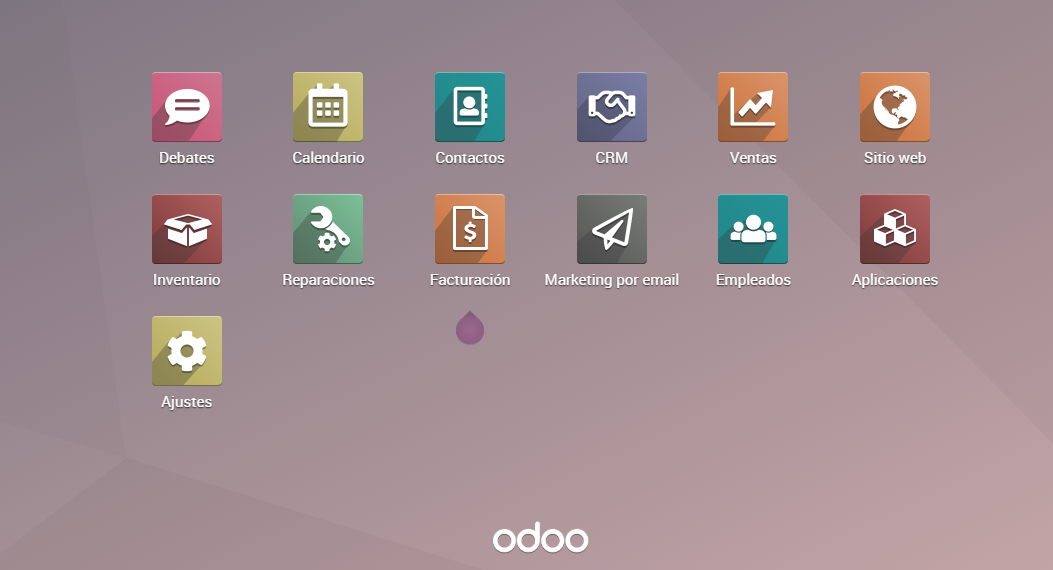 Debates
Calendario
Contactos
CRM
Ventas
Sitio web
Inventario
Reparaciones
$
Facturación
Marketing por email
Empleados
Aplicaciones
Ajustes
odoo